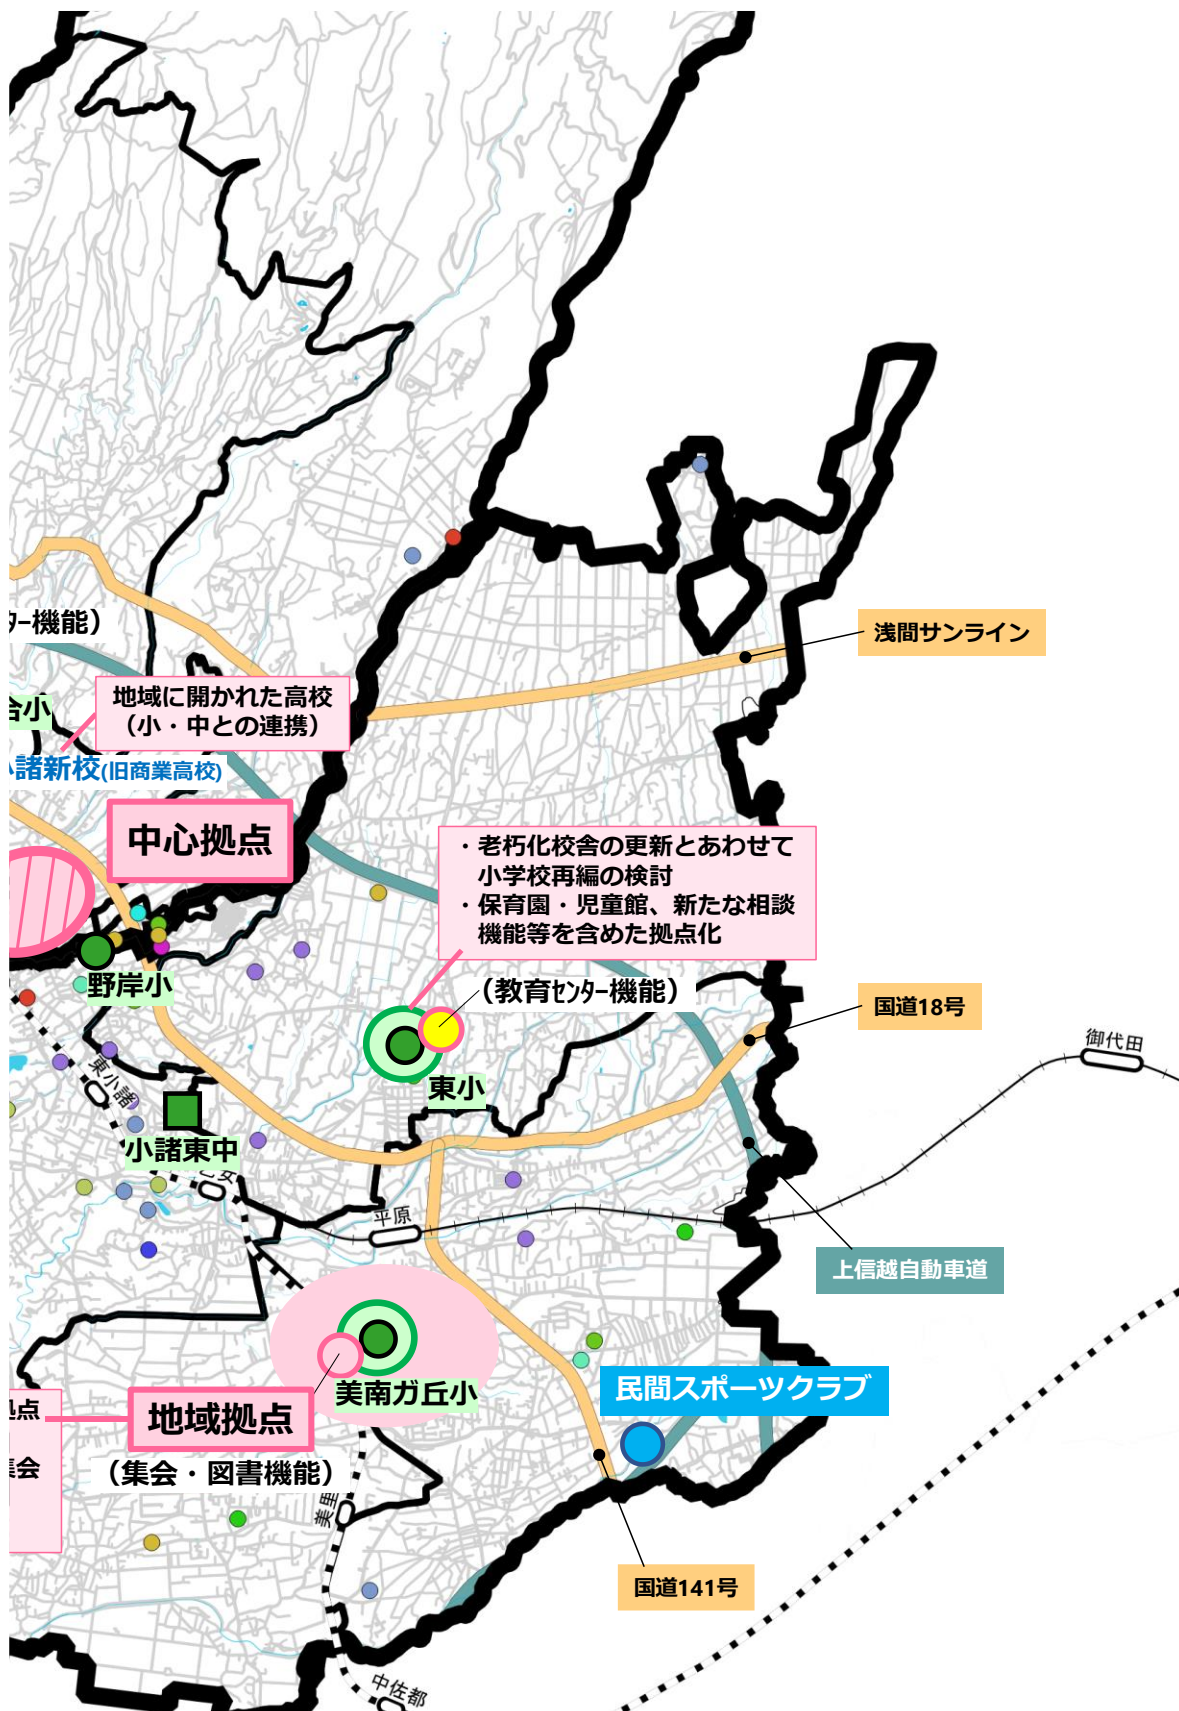 浅間サンライン
ター機能）
地域に開かれた高校
（小・中との連携）
合小
諸新校(旧商業高校)
中心拠点
・老朽化校舎の更新とあわせて
小学校再編の検討
・保育園・児童館、新たな相談
機能等を含めた拠点化
野岸小
（教育センター機能）
国道18号
御代田
東小諸
東小
小諸東中
乙女
平原
上信越自動車道
民間スポーツクラブ
美南ガ丘小
拠点
地域拠点
集会
（集会・図書機能）
美里
国道141号
中佐都